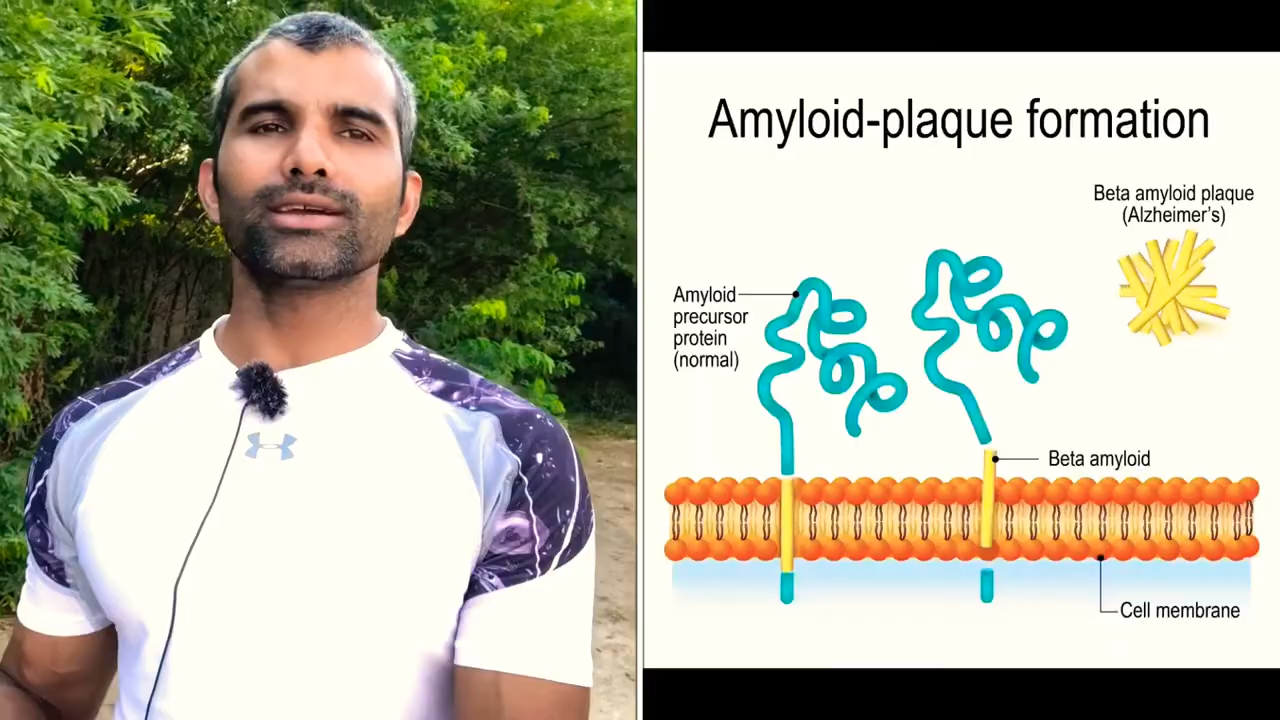 Amyloid-plaque formation
Beta amyloid plaque
(Alzheimer's)
Amyloid
precursor
protein
(normal)
Beta amyloid
Cell membrane